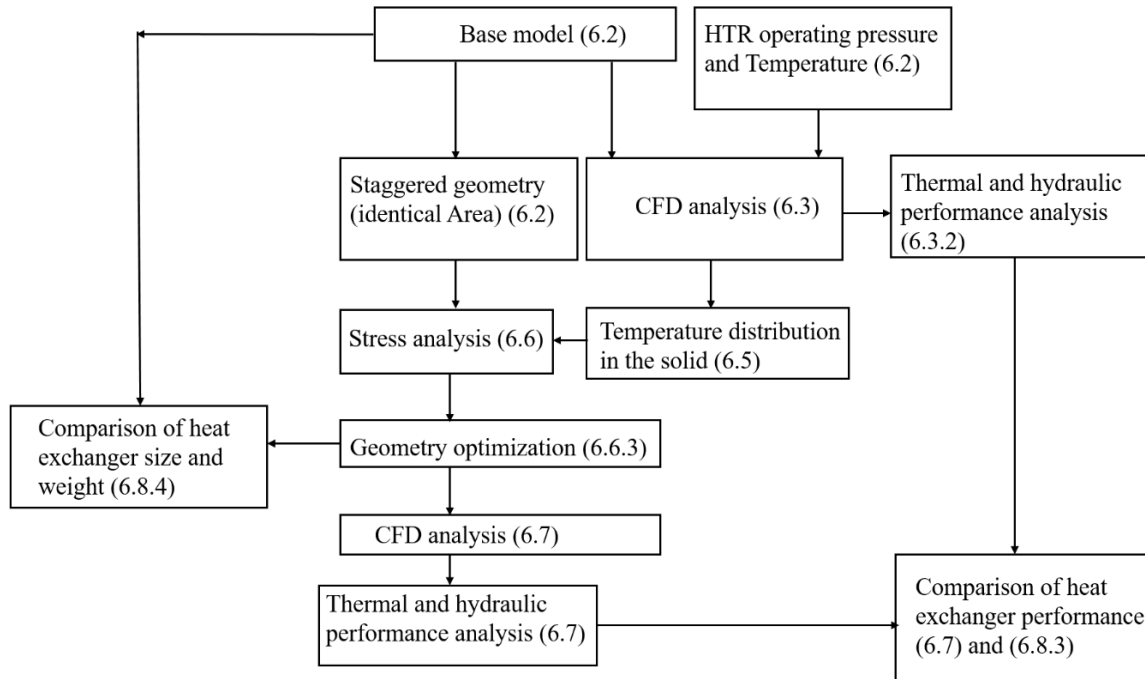 Base model (6.2)
HTR operating pressure
and Temperature (6.2)
Staggered geometry
(identical Area) (6.2)
CFD analysis (6.3)
Thermal and hydraulic
performance analysis
(6.3.2)
Stress analysis (6.6)
Temperature distribution
in the solid (6.5)
Comparison of heat
exchanger size and
weight (6.8.4)
Geometry optimization (6.6.3)
CFD analysis (6.7)
Thermal and hydraulic
performance analysis (6.7)
Comparison of heat
exchanger performance
(6.7) and (6.8.3)